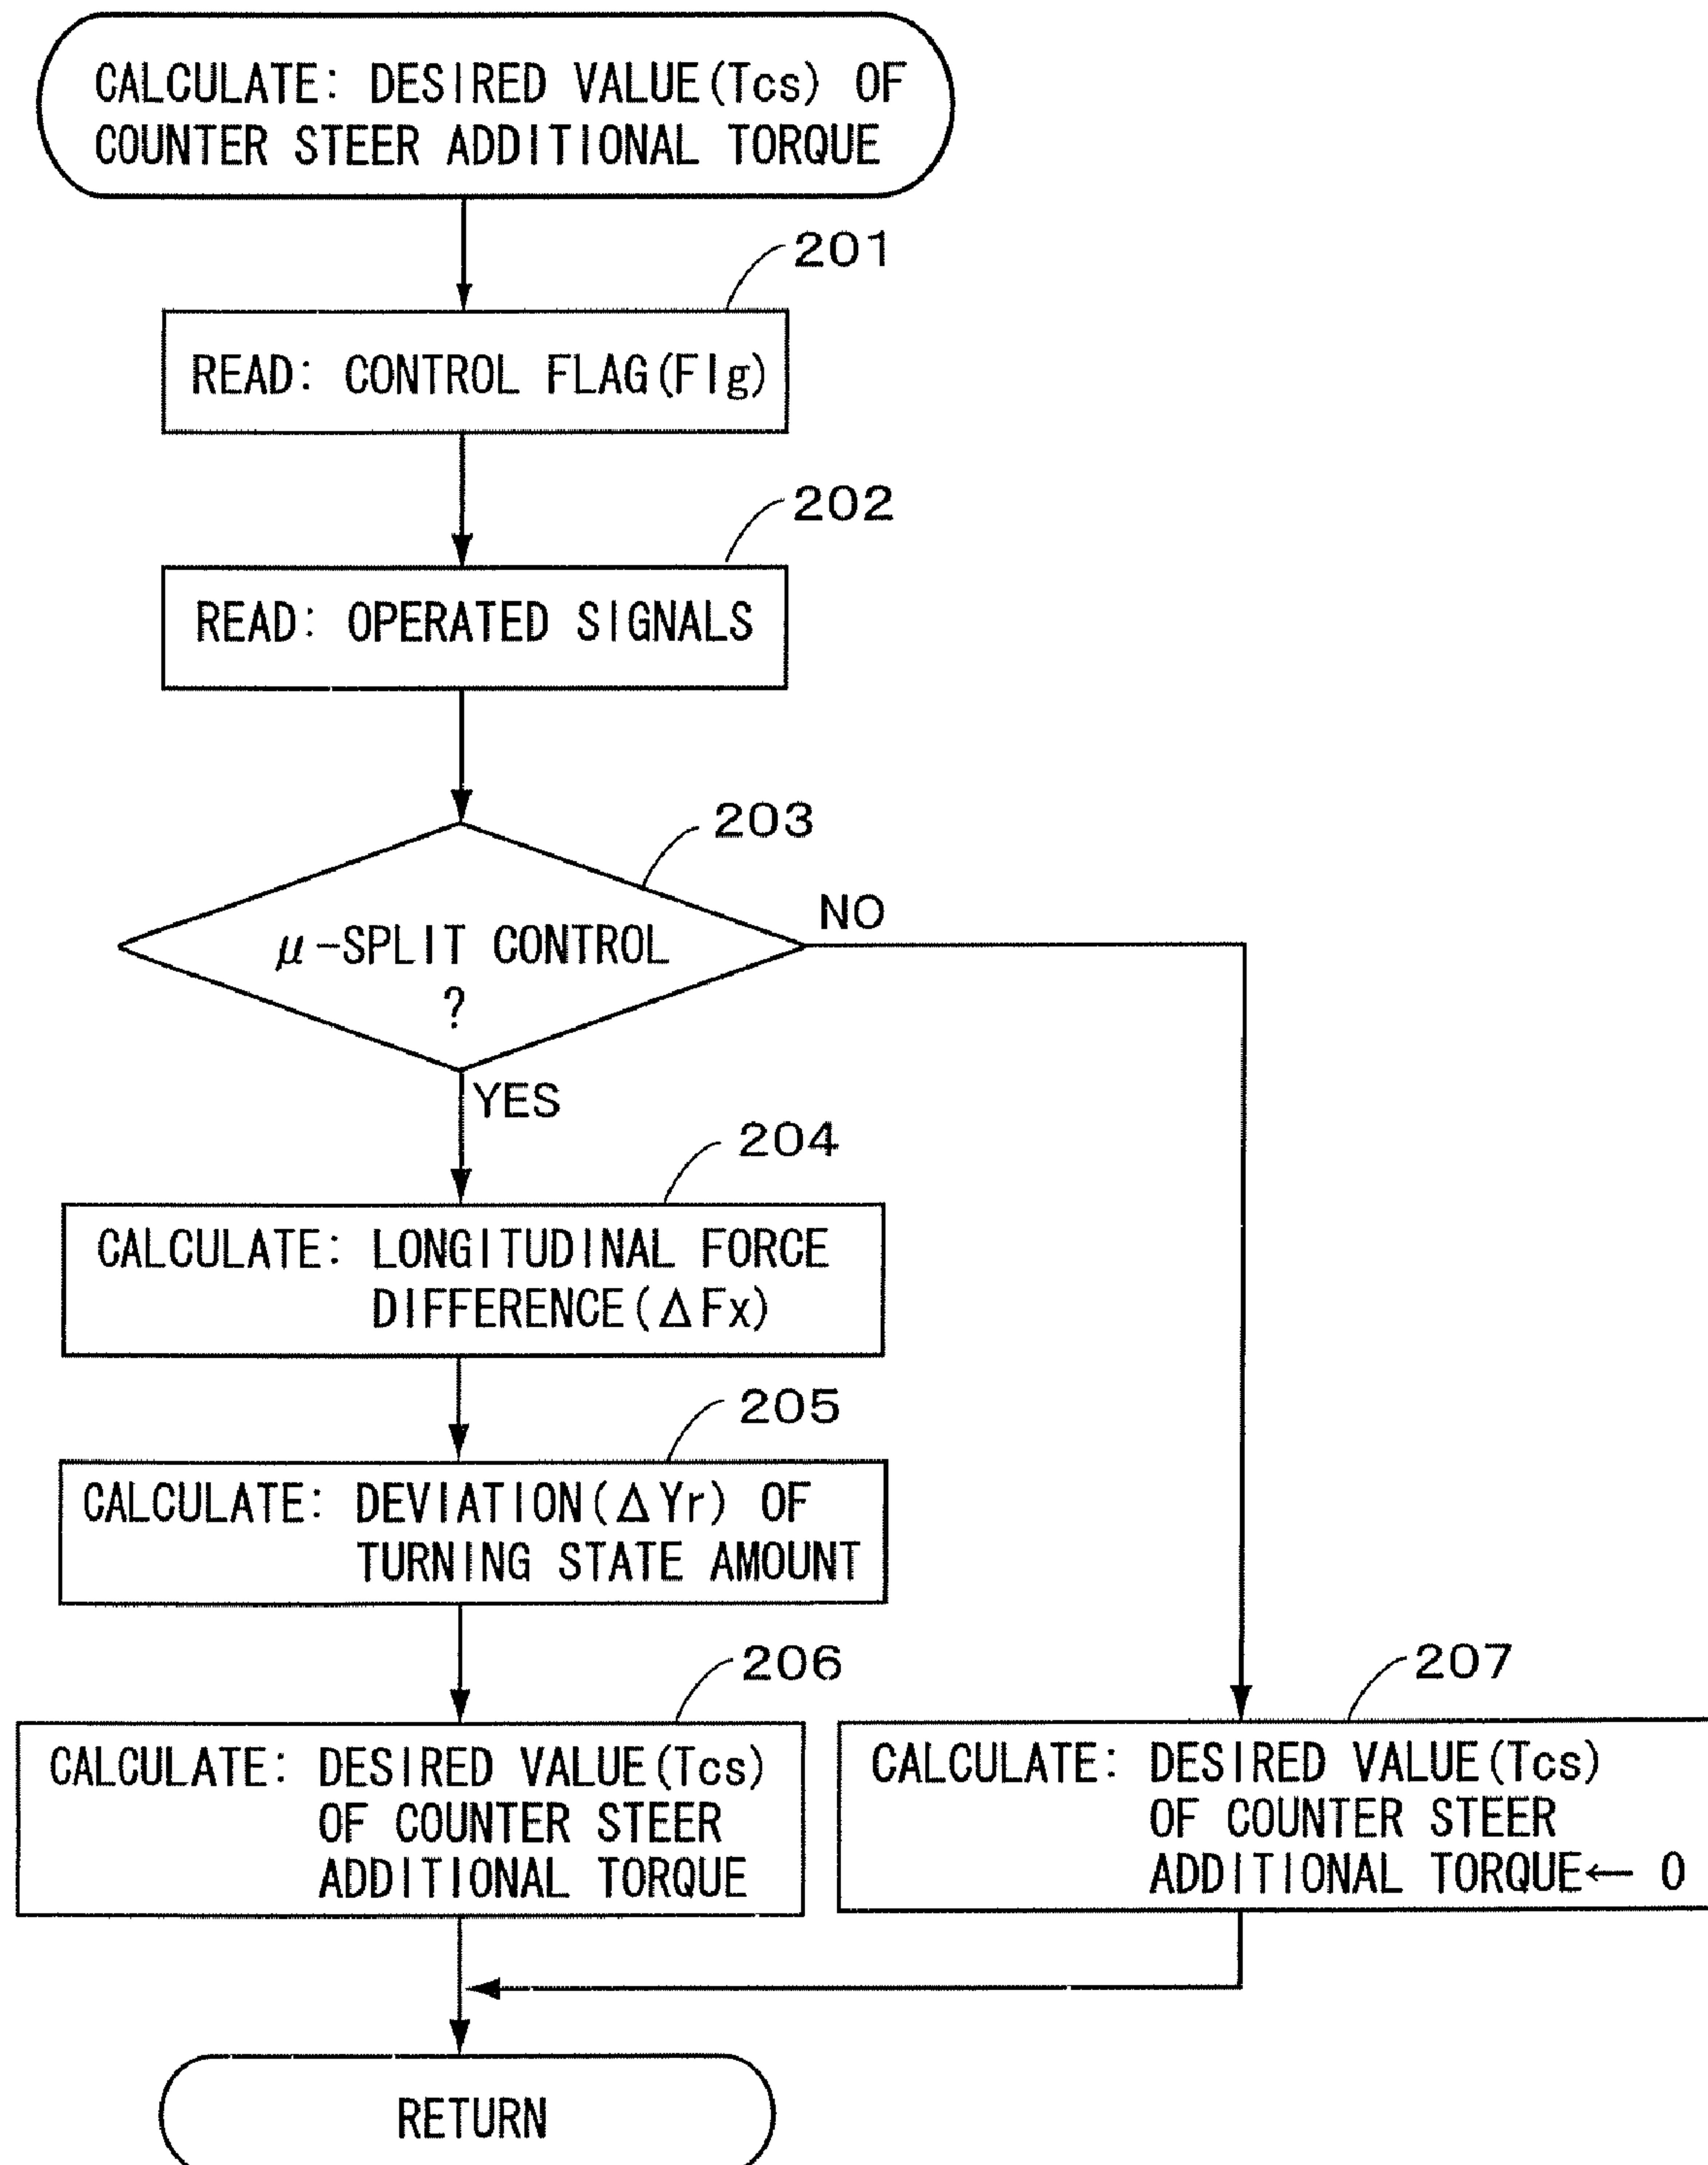 CALCULATE: DESIRED VALUE(Tcs) OF
COUNTER STEER ADDITIONAL TORQUE
201
READ: CONTROL FLAG(Flg)
202
READ: OPERATED SIGNALS
203
μ-SPLIT CONTROL
?
NO
YES
204
CALCULATE: LONGITUDINAL FORCE
DIFFERENCE(ΔFx)
205
CALCULATE: DEVIATION(ΔYr) OF
TURNING STATE AMOUNT
206
CALCULATE: DESIRED VALUE(Tcs)
OF COUNTER STEER
ADDITIONAL TORQUE
207
CALCULATE: DESIRED VALUE(Tcs)
OF COUNTER STEER
ADDITIONAL TORQUE← 0
RETURN